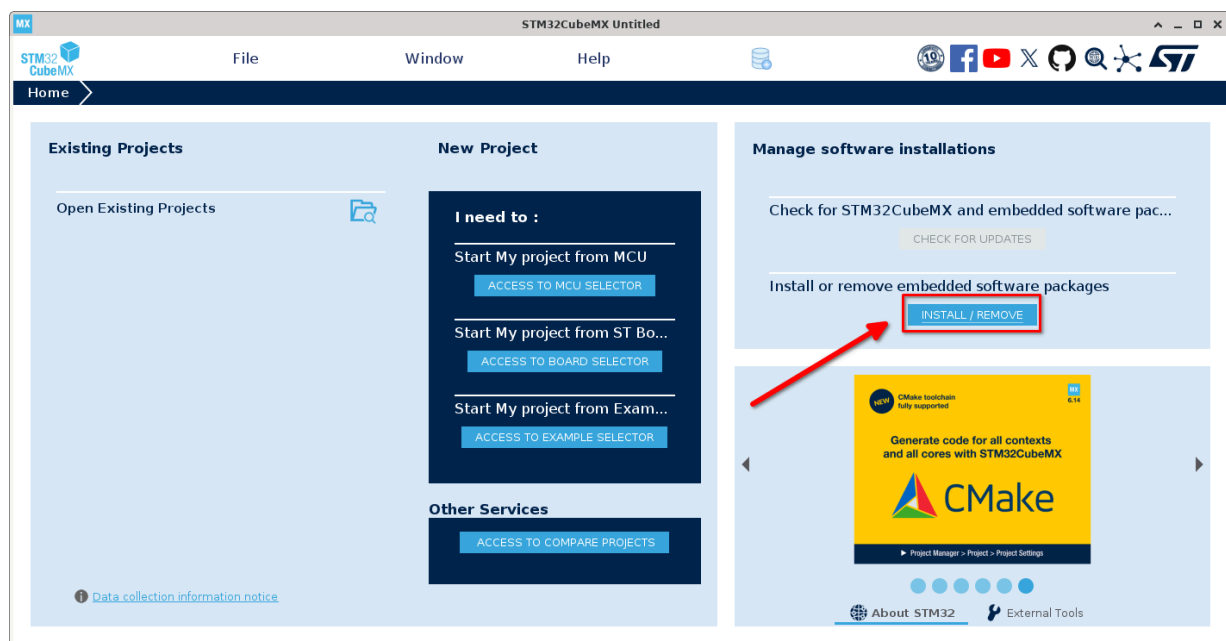 MX
STM32CubeMX Untitled
STM32
CubeMX
File
Window
Help
10
Home
Existing Projects
Open Existing Projects
Data collection information notice
New Project
I need to :
Start My project from MCU
ACCESS TO MCU SELECTOR
Start My project from ST Bo...
ACCESS TO BOARD SELECTOR
Start My project from Exam...
ACCESS TO EXAMPLE SELECTOR
Other Services
ACCESS TO COMPARE PROJECTS
Manage software installations
Check for STM32CubeMX and embedded software pac...
CHECK FOR UPDATES
Install or remove embedded software packages
INSTALL / REMOVE
NEW
CMake toolchain
fully supported
MX
6.14
Generate code for all contexts
and all cores with STM32CubeMX
CMake
Project Manager > Project > Project Settings
About STM32
External Tools